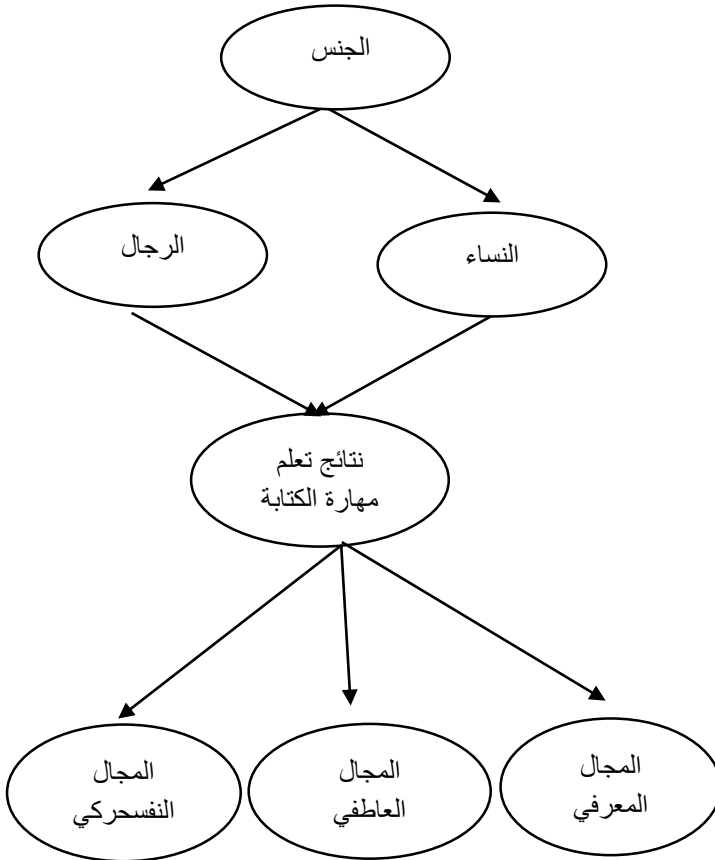 الجنس
النساء
الرجال
نتائج تعلم
مهارة الكتابة
المجال
المعرفي
المجال
العاطفي
المجال
النفسحركي